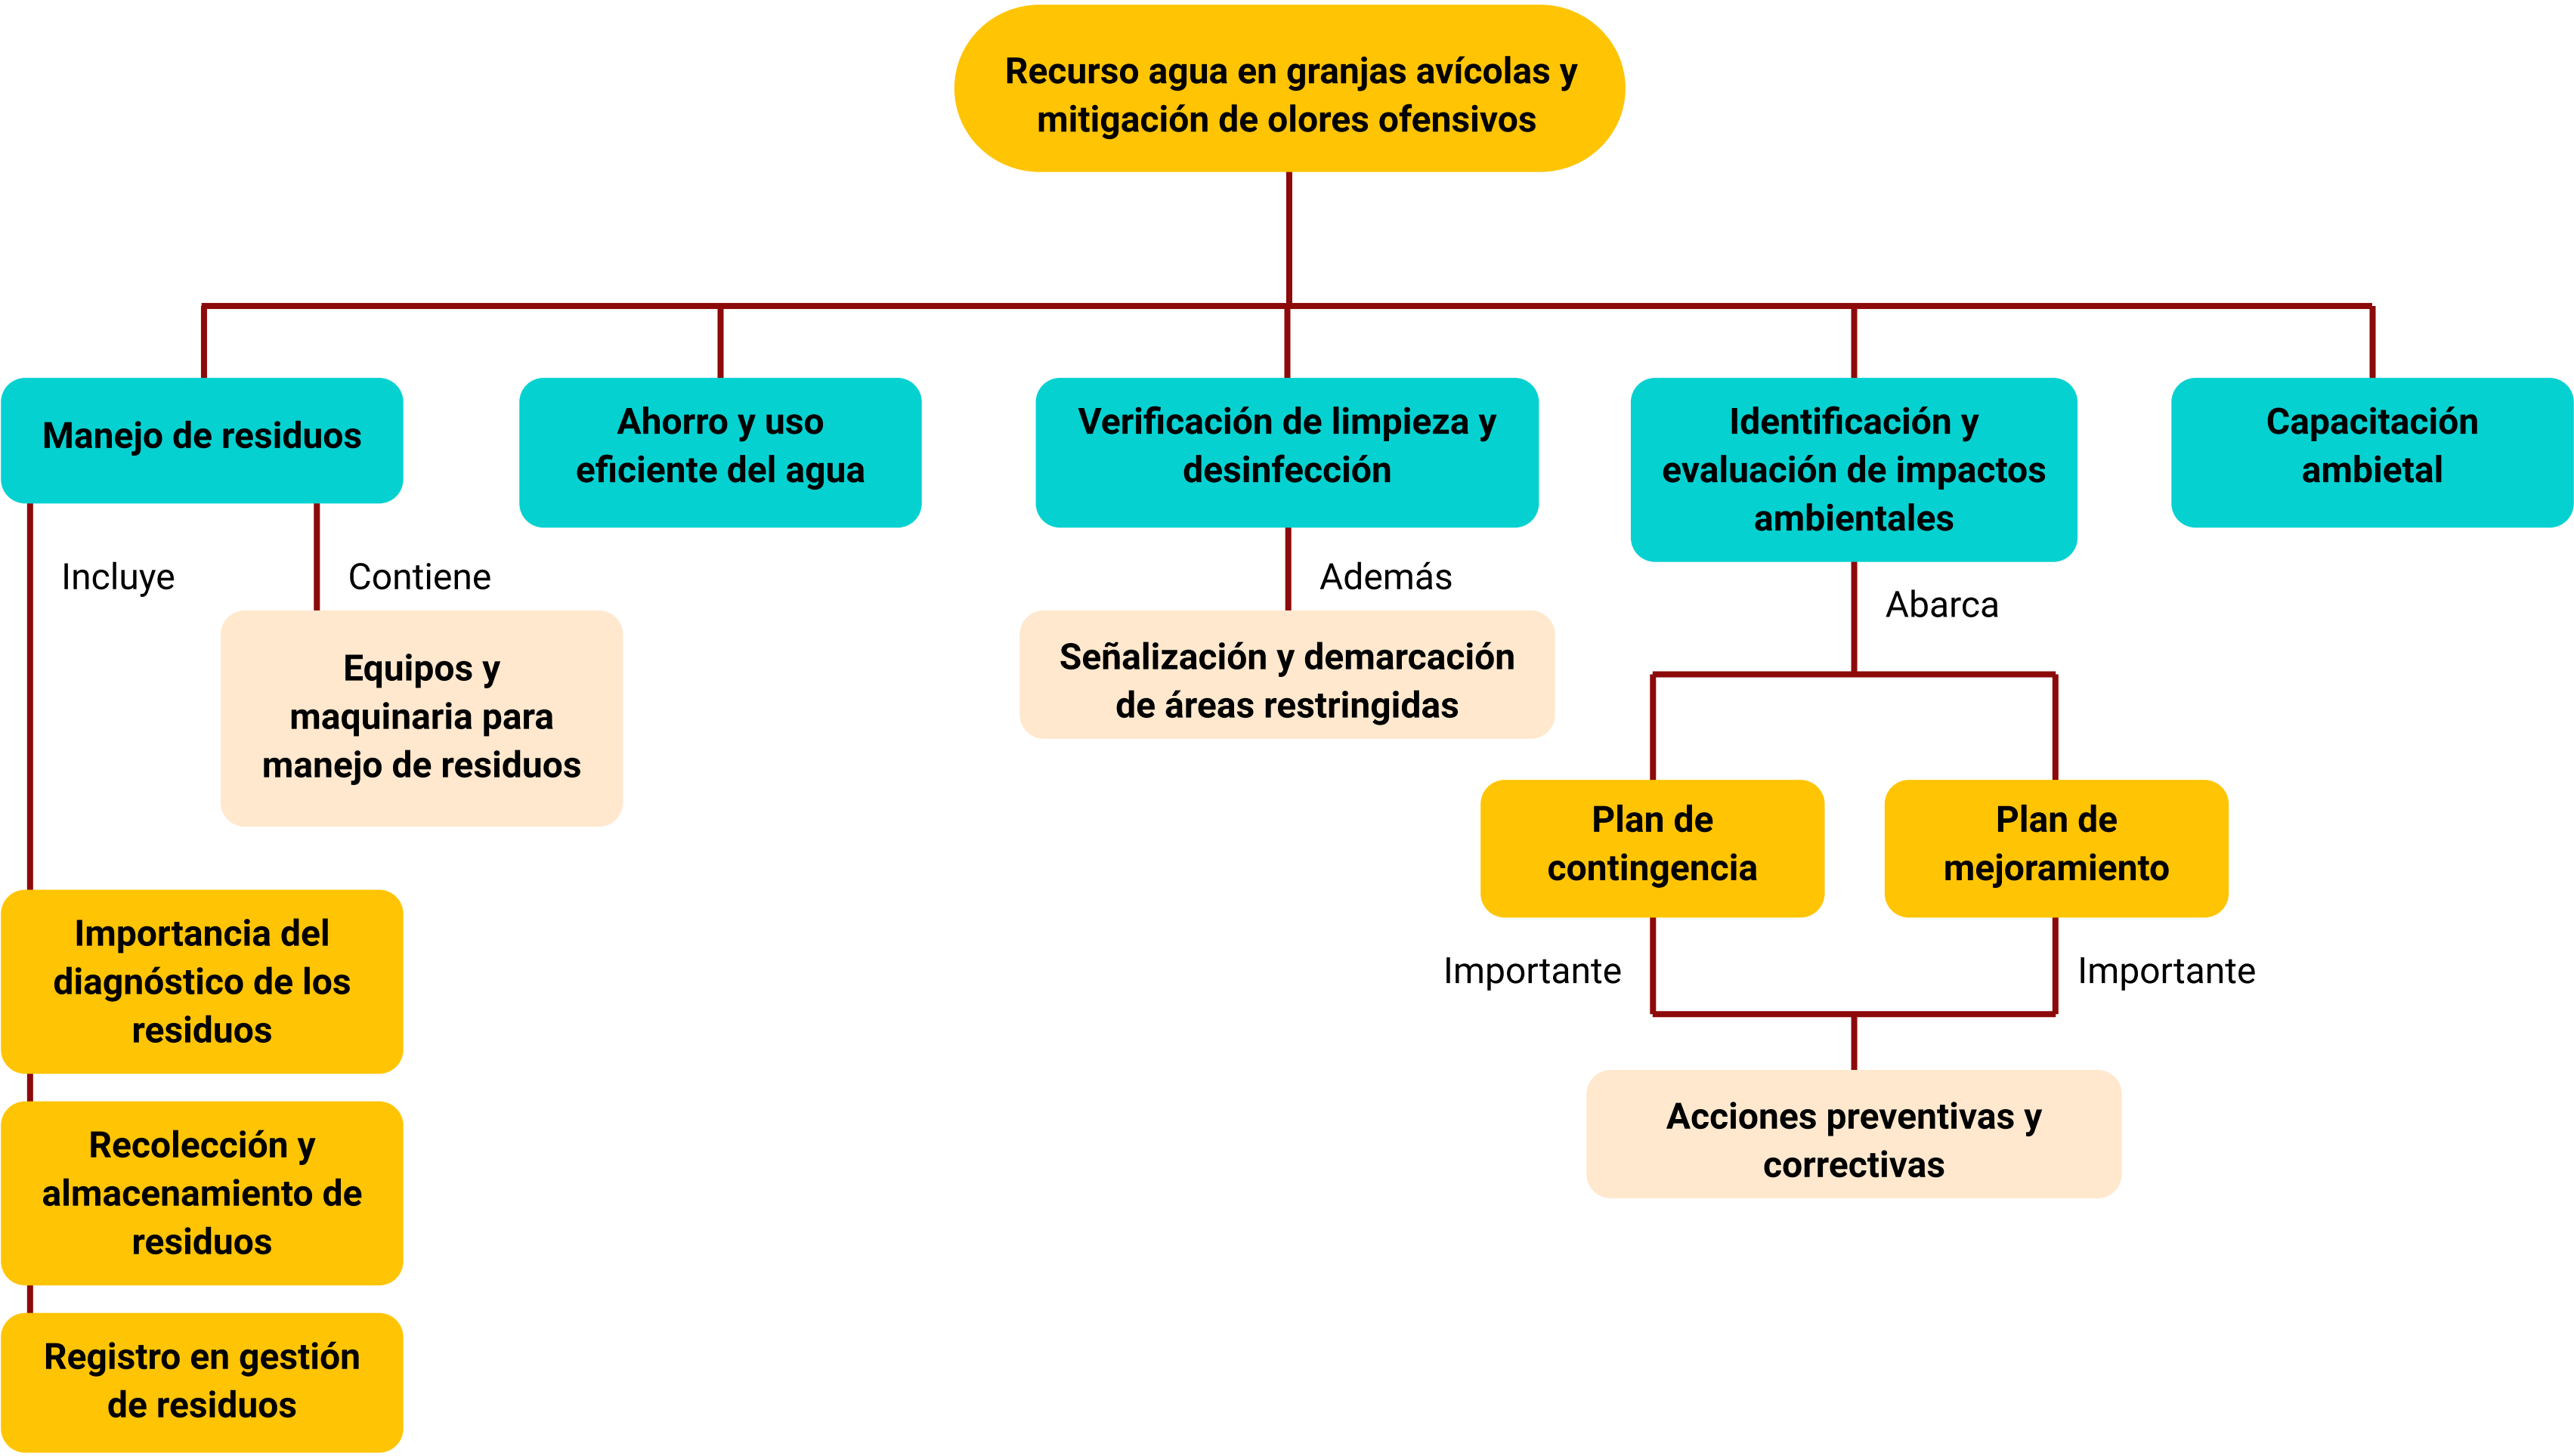 Recurso agua en granjas avícolas y
mitigación de olores ofensivos
Manejo de residuos
Ahorro y uso
eficiente del agua
Verificación de limpieza y
desinfección
Identificación y
evaluación de impactos
ambientales
Capacitación
ambietal
Incluye
Contiene
Además
Abarca
Equipos y
maquinaria para
manejo de residuos
Señalización y demarcación
de áreas restringidas
Plan de
contingencia
Plan de
mejoramiento
Importante
Importante
Importancia del
diagnóstico de los
residuos
Acciones preventivas y
correctivas
Recolección y
almacenamiento de
residuos
Registro en gestión
de residuos